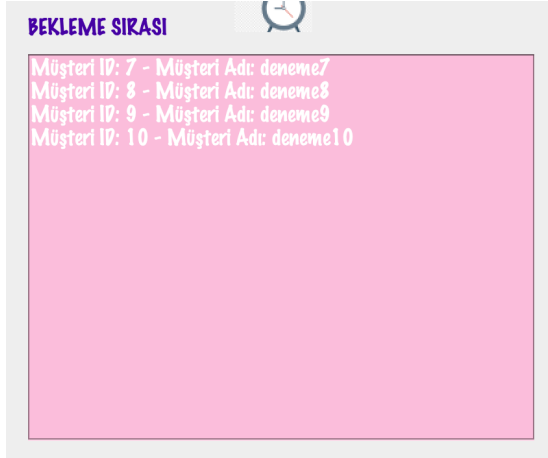 BEKLEME SIRASI
Müşteri ID: 7 - Müşteri Adı: deneme7
Müşteri ID: 8 - Müşteri Adı: deneme8
Müşteri ID: 9 - Müşteri Adı: deneme9
Müşteri ID: 10 - Müşteri Adı: deneme10